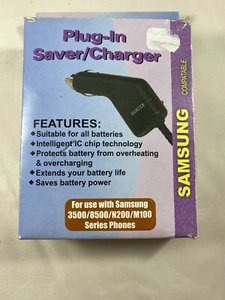 Plug-In
Saver/Charger
FEATURES:
◆Suitable for all batteries
◆Intelligent IC chip technology
◆Protects battery from overheating
& overcharging
◆Extends your battery life
◆Saves battery power
For use with Samsung
3500/8500/N200/M100
Series Phones
SAMSUNG
COMPATABLE